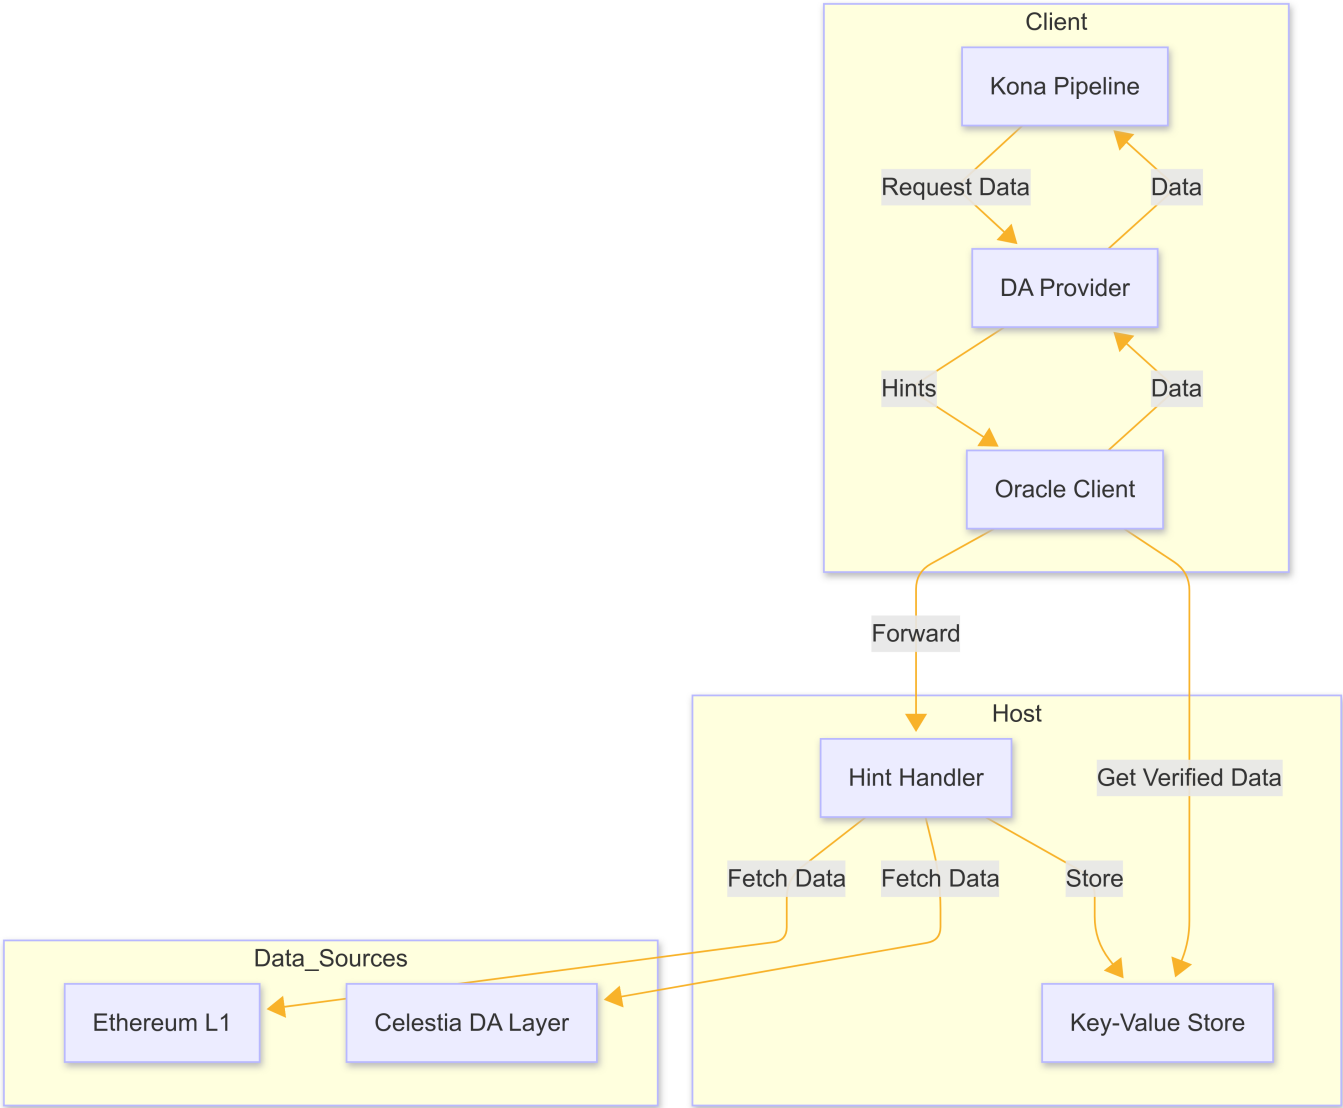 Client
Kona Pipeline
Request Data
Data
DA Provider
Hints
Data
Oracle Client
Forward
Host
Hint Handler
Get Verified Data
Fetch Data
Fetch Data
Store
Data_Sources
Ethereum L1
Celestia DA Layer
Key-Value Store